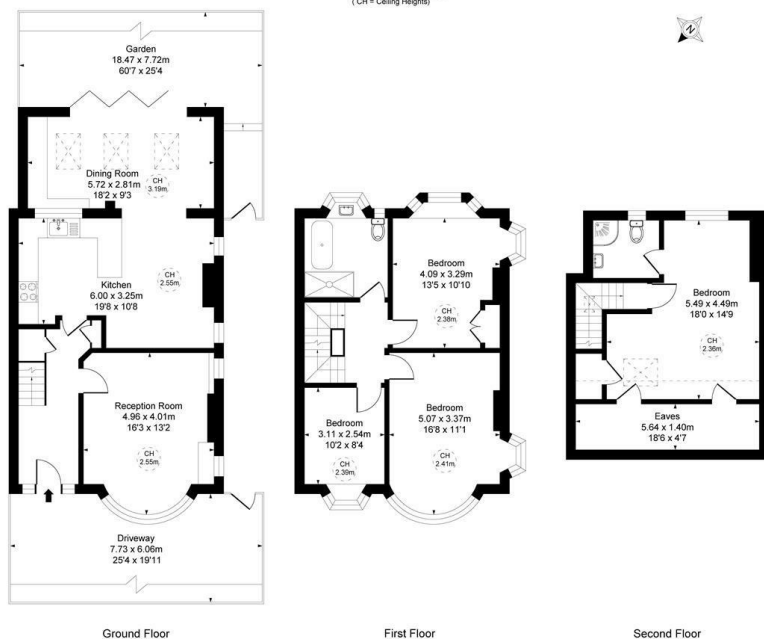 ( CH = Ceiling Heights)
N
Garden
18.47 x 7.72m
60'7 x 25'4
Dining Room
5.72 x 2.81m
18'2 x 9'3
CH
3.19m
Kitchen
6.00 x 3.25m
19'8 x 10'8
CH
2.55m
Reception Room
4.96 x 4.01m
16'3 x 13'2
CH
2.55m
Driveway
7.73 x 6.06m
25'4 x 19'11
Ground Floor
Bedroom
4.09 x 3.29m
13'5 x 10'10
CH
2.38m
Bedroom
3.11 x 2.54m
10'2 x 8'4
CH
2.39m
Bedroom
5.07 x 3.37m
16'8 x 11'1
CH
2.41m
First Floor
Bedroom
5.49 x 4.49m
18'0 x 14'9
CH
2.36m
Eaves
5.64 x 1.40m
18'6 x 4'7
Second Floor